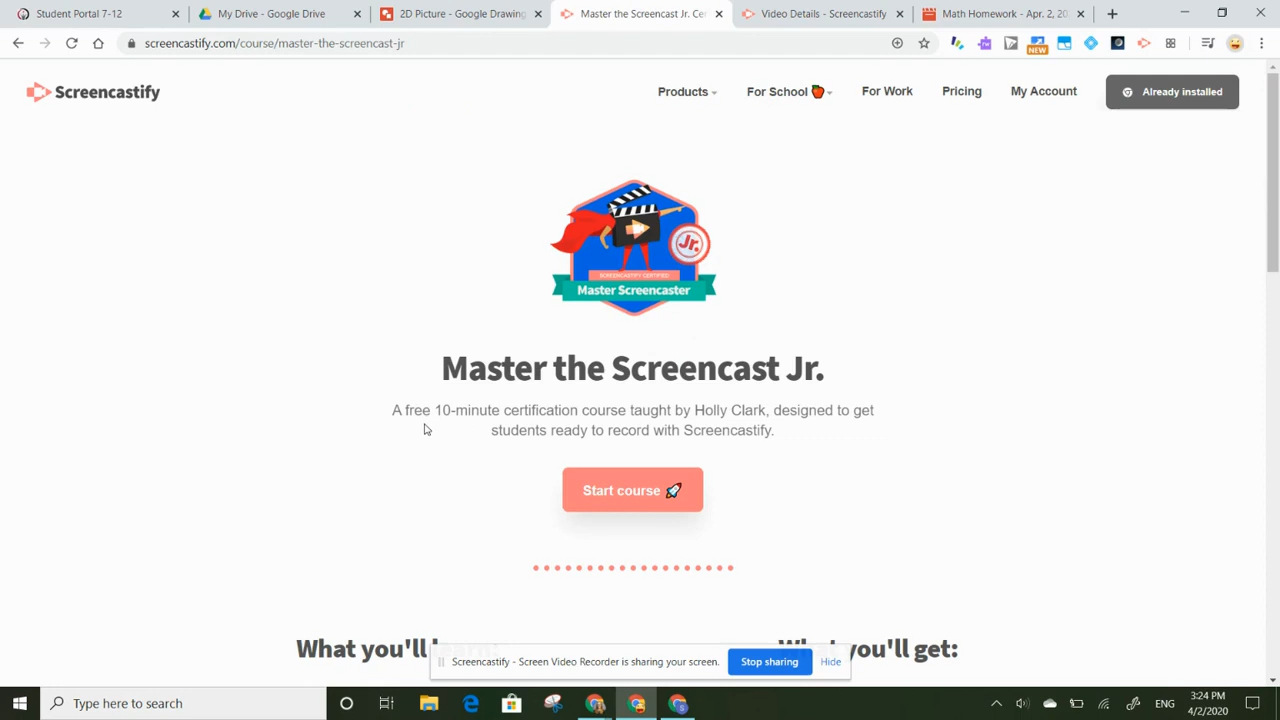 Student Portal 7-12
My Drive - Google Drive
2D Picture - Google Drawing
Master the Screencast Jr. Ce
Video Details - Screencastify
Math Homework - Apr. 2, 20
screencastify.com/course/master-the-screencast-jr
NEW
Screencastify
Products
For School
For Work
Pricing
My Account
Already installed
Jr.
SCREENCASTIFY CERTIFIED
Master Screencaster
Master the Screencast Jr.
A free 10-minute certification course taught by Holly Clark, designed to get
students ready to record with Screencastify.
Start course
What you'll learn:
What you'll get:
Screencastify - Screen Video Recorder is sharing your screen.
Stop sharing
Hide
Type here to search
ENG
3:24 PM
4/2/2020